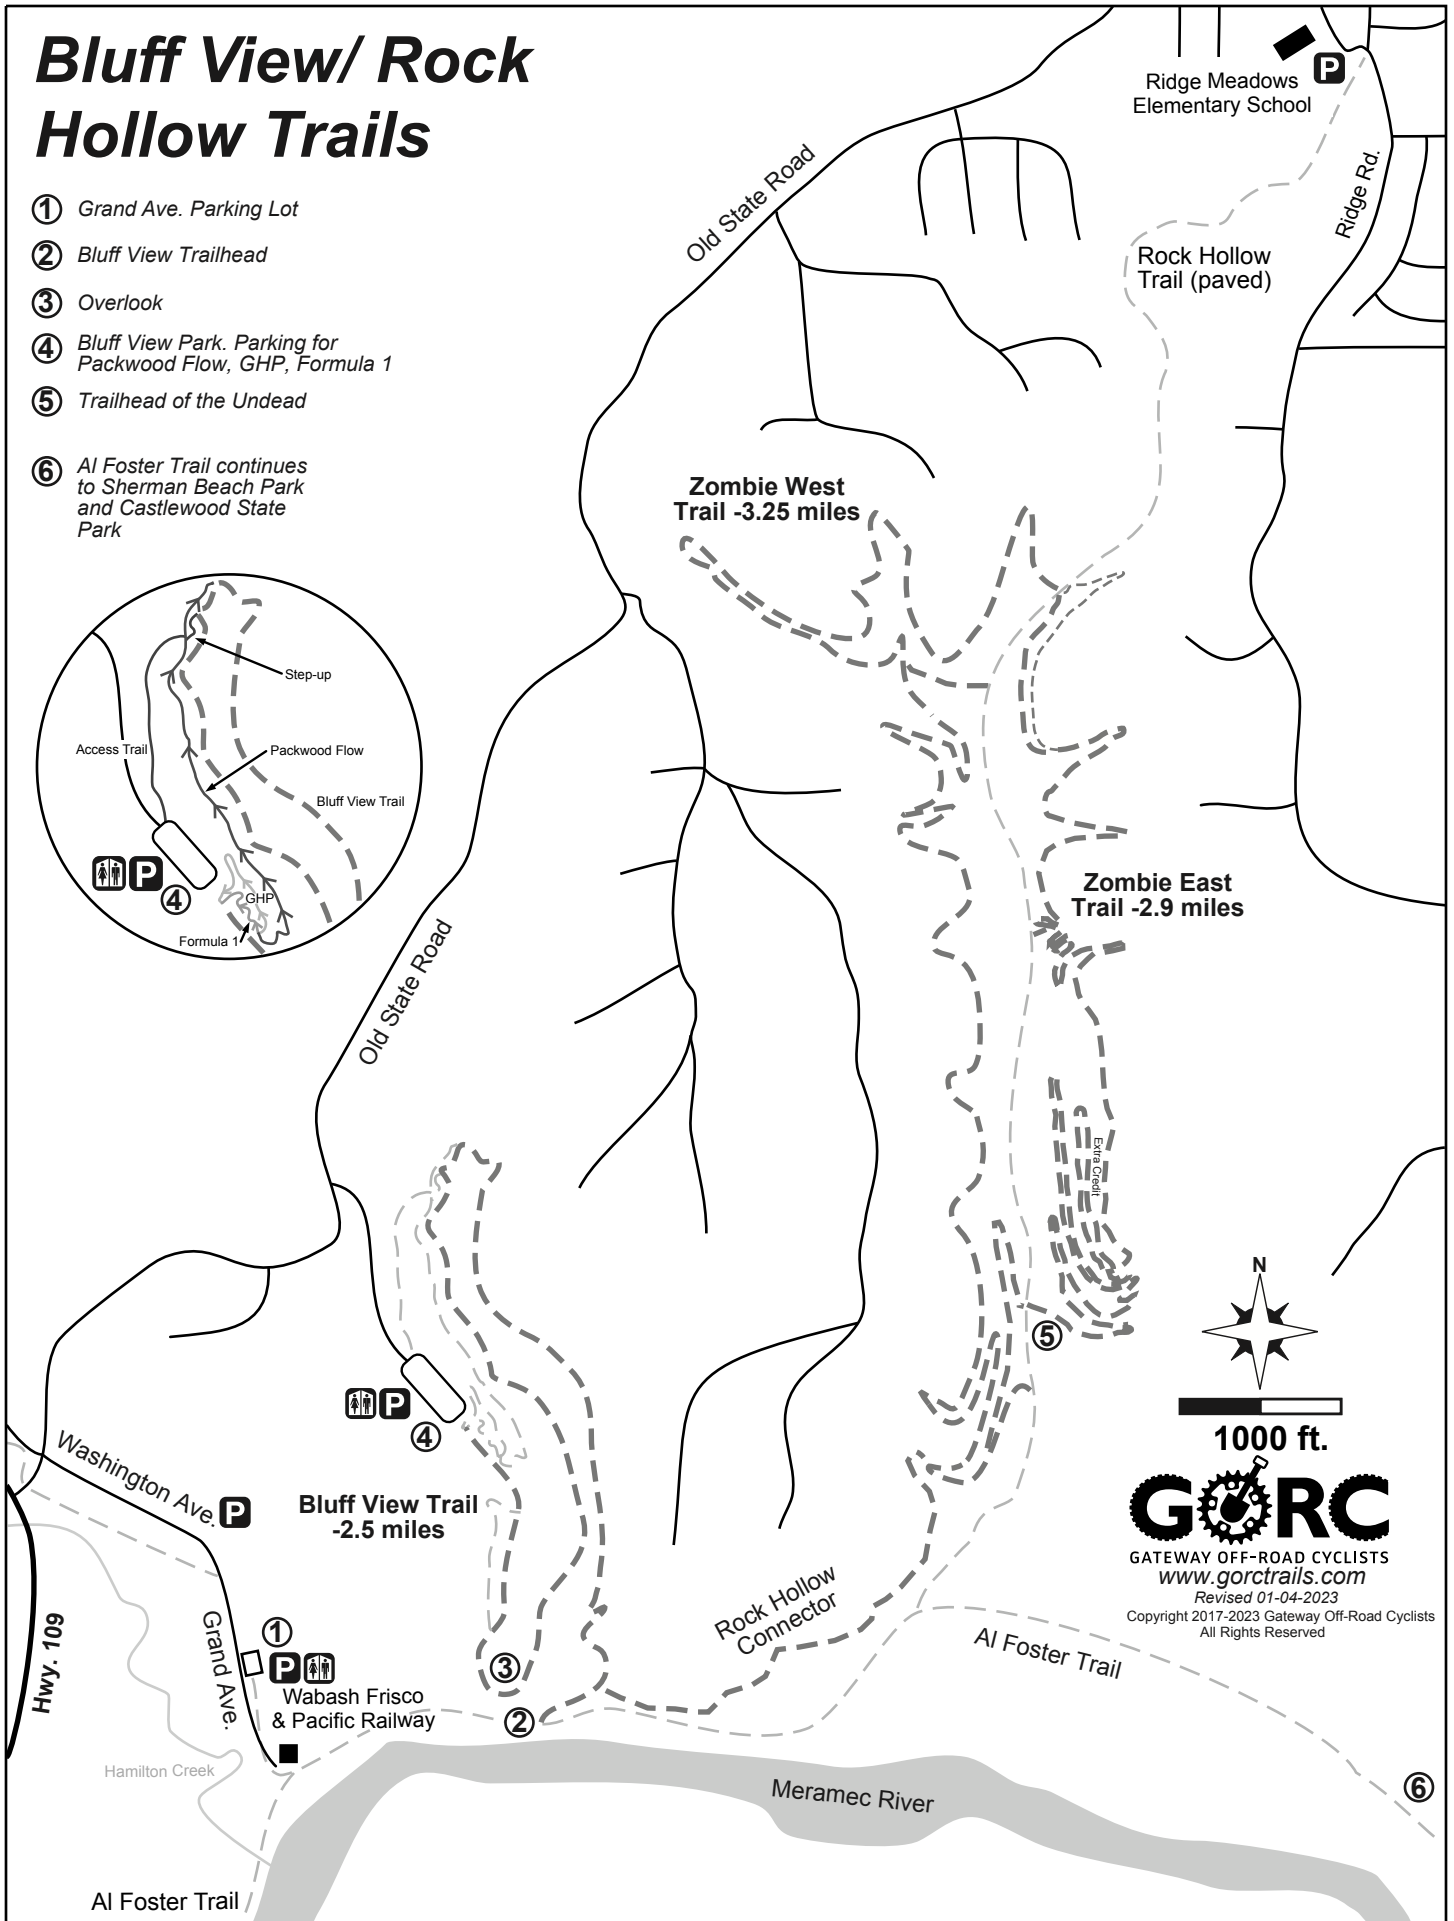 Bluff View/ Rock
Hollow Trails
1 Grand Ave. Parking Lot
2 Bluff View Trailhead
3 Overlook
4 Bluff View Park. Parking for
Packwood Flow, GHP, Formula 1
5 Trailhead of the Undead
6 Al Foster Trail continues
to Sherman Beach Park
and Castlewood State
Park
Ridge Meadows
Elementary School
P
Ridge Rd.
Old State Road
Rock Hollow
Trail (paved)
Zombie West
Trail -3.25 miles
Step-up
Access Trail
Packwood Flow
Bluff View Trail
P
4
GHP
Formula 1
Zombie East
Trail -2.9 miles
Old State Road
Extra Credit
N
5
1000 ft.
P
4
Washington Ave.
P
Bluff View Trail
-2.5 miles
GORC
GATEWAY OFF-ROAD CYCLISTS
www.gorctrails.com
Revised 01-04-2023
Copyright 2017-2023 Gateway Off-Road Cyclists
All Rights Reserved
Rock Hollow
Connector
Al Foster Trail
Hwy. 109
Grand Ave.
1
P
3
Wabash Frisco
& Pacific Railway
2
Hamilton Creek
Meramec River
6
Al Foster Trail